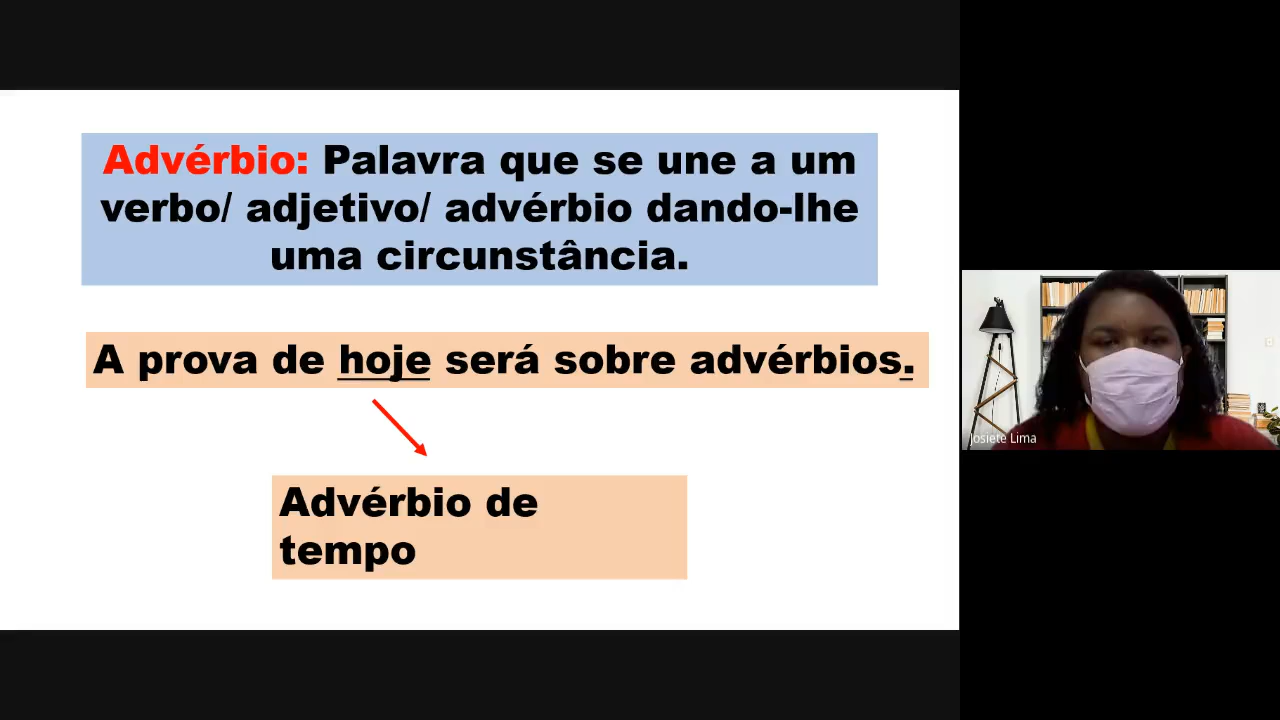 Advérbio: Palavra que se une a um
verbo/ adjetivo/ advérbio dando-lhe
uma circunstância.
A prova de hoje será sobre advérbios.
Advérbio de
tempo
Josiete Lima